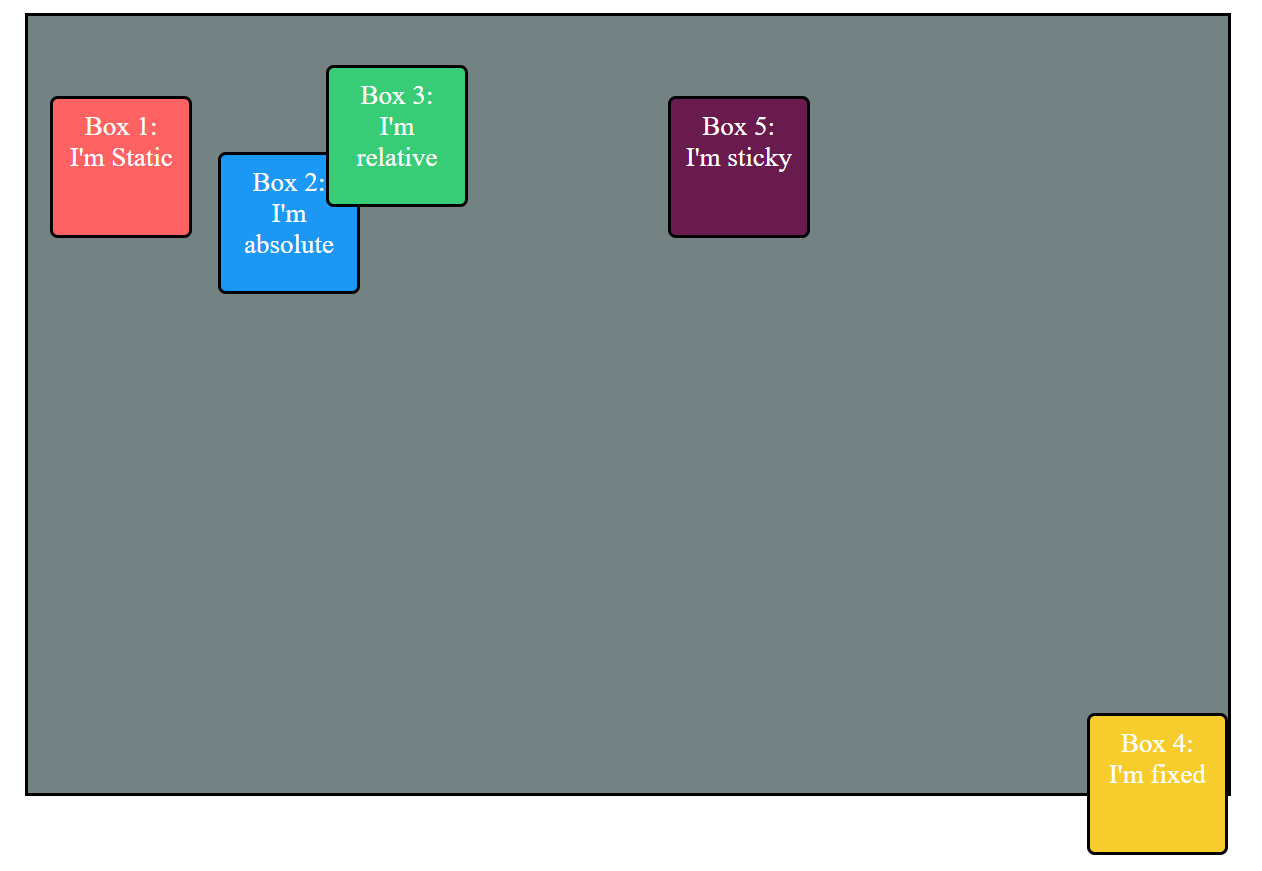 Box 1:
I'm Static
Box 2:
I'm
absolute
Box 3:
I'm
relative
Box 5:
I'm sticky
Box 4:
I'm fixed